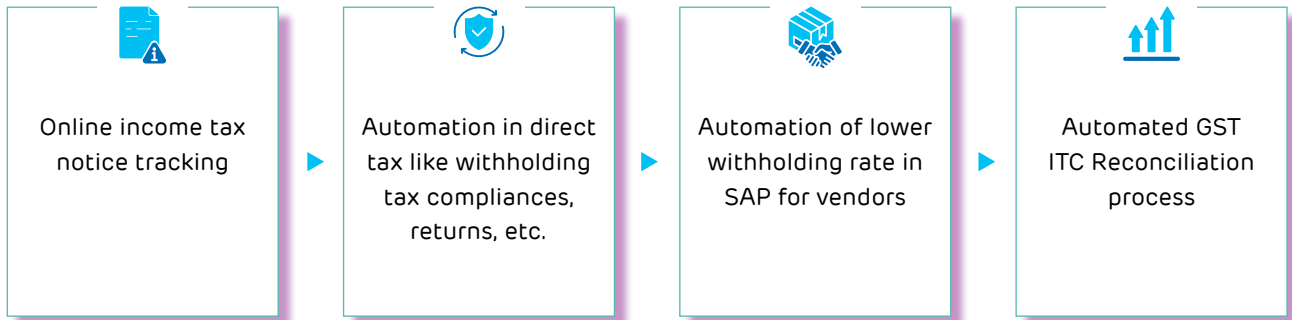 Online income tax
notice tracking
Automation in direct
tax like withholding
tax compliances,
returns, etc.
Automation of lower
withholding rate in
SAP for vendors
Automated GST
ITC Reconciliation
process